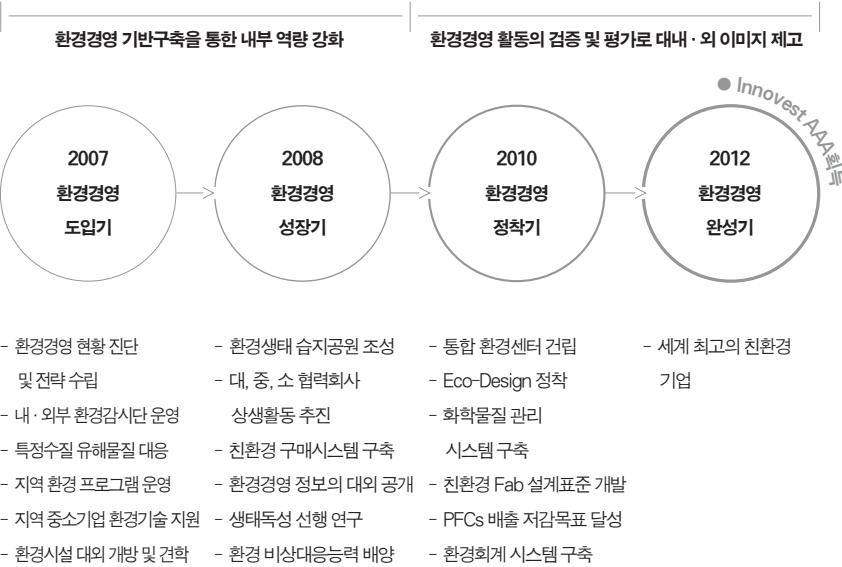 환경경영 기반구축을 통한 내부 역량 강화
환경경영 활동의 검증 및 평가로 대내 · 외 이미지 제고
● Innovest AAA획득
2007
환경경영
도입기
2008
환경경영
성장기
2010
환경경영
정착기
2012
환경경영
완성기
- 환경경영 현황 진단
및 전략 수립
- 내 · 외부 환경감시단 운영
- 특정수질 유해물질 대응
- 지역 환경 프로그램 운영
- 지역 중소기업 환경기술 지원
- 환경시설 대외 개방 및 견학
- 환경생태 습지공원 조성
- 대, 중, 소 협력회사
상생활동 추진
- 친환경 구매시스템 구축
- 환경경영 정보의 대외 공개
- 생태독성 선행 연구
- 환경 비상대응능력 배양
- 통합 환경센터 건립
- Eco-Design 정착
- 화학물질 관리
시스템 구축
- 친환경 Fab 설계표준 개발
- PFCs 배출 저감목표 달성
- 환경회계 시스템 구축
- 세계 최고의 친환경
기업